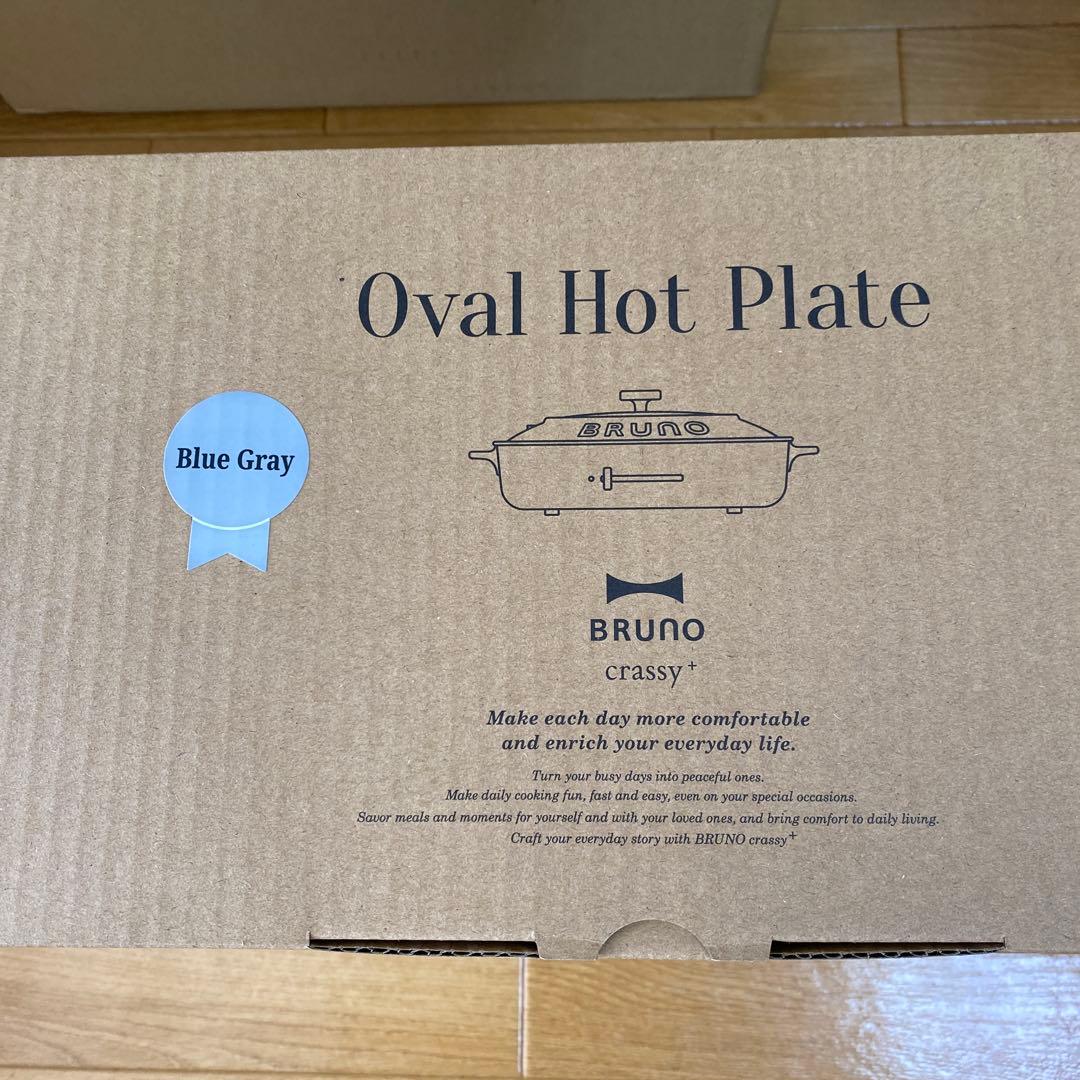 Oval Hot Plate
BRUNO
Blue Gray
BRUNO
crassy+
Make each day more comfortable
and enrich your everyday life.
Turn your busy days into peaceful ones.
Make daily cooking fun, fast and easy, even on your special occasions.
Savor meals and moments for yourself and with your loved ones, and bring comfort to daily living.
Craft your everyday story with BRUNO crassy+